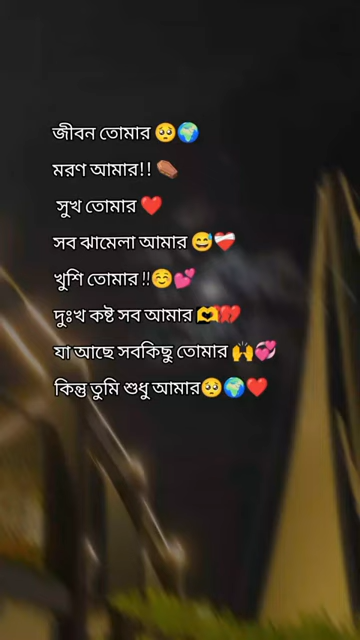 জীবন তোমার 🥺🌍
মরণ আমার!! ⚰️
সুখ তোমার ❤️
সব ঝামেলা আমার 😅❤️‍🩹
খুশি তোমার !!☺️💕
দুঃখ কষ্ট সব আমার 🫶💔
যা আছে সবকিছু তোমার 🙌💞
কিন্তু তুমি শুধু আমার🥺🌍❤️